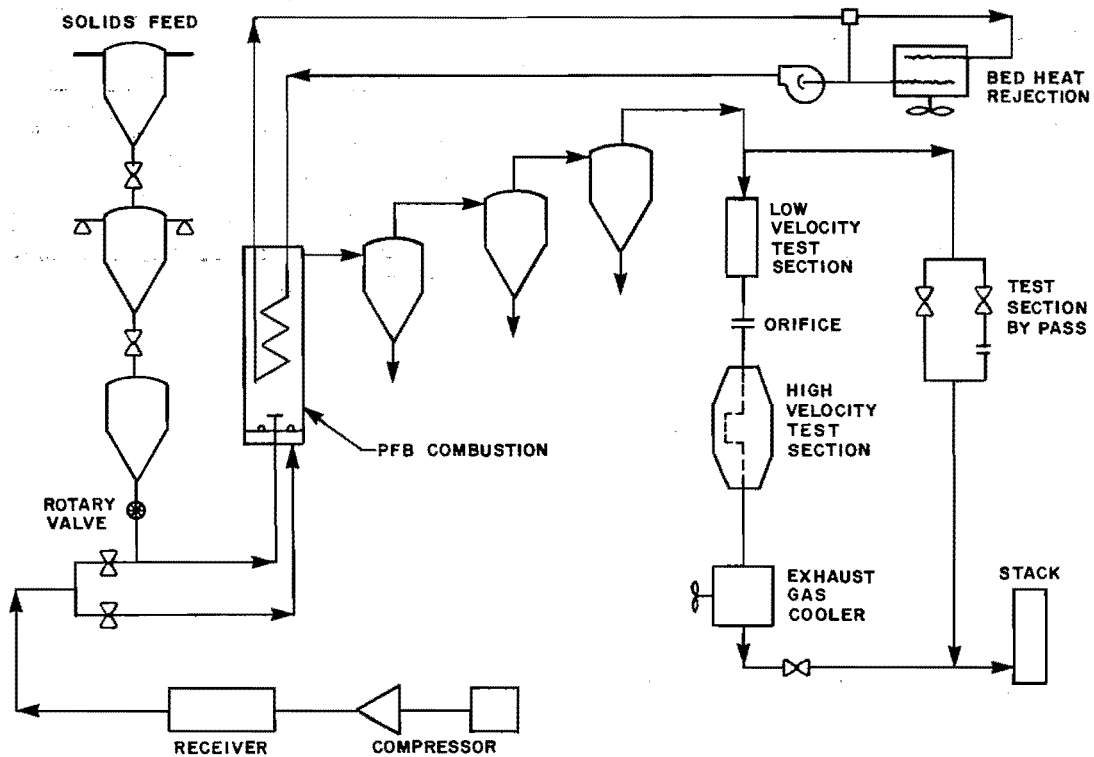 SOLIDS FEED
BED HEAT
REJECTION
LOW
VELOCITY
TEST
SECTION
TEST
SECTION
BY PASS
ORIFICE
HIGH
VELOCITY
TEST
SECTION
PFB COMBUSTION
ROTARY
VALVE
EXHAUST
GAS
COOLER
STACK
RECEIVER
COMPRESSOR